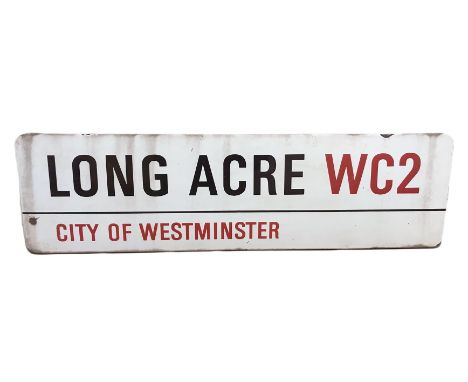 LONG ACRE WC2
CITY OF WESTMINSTER